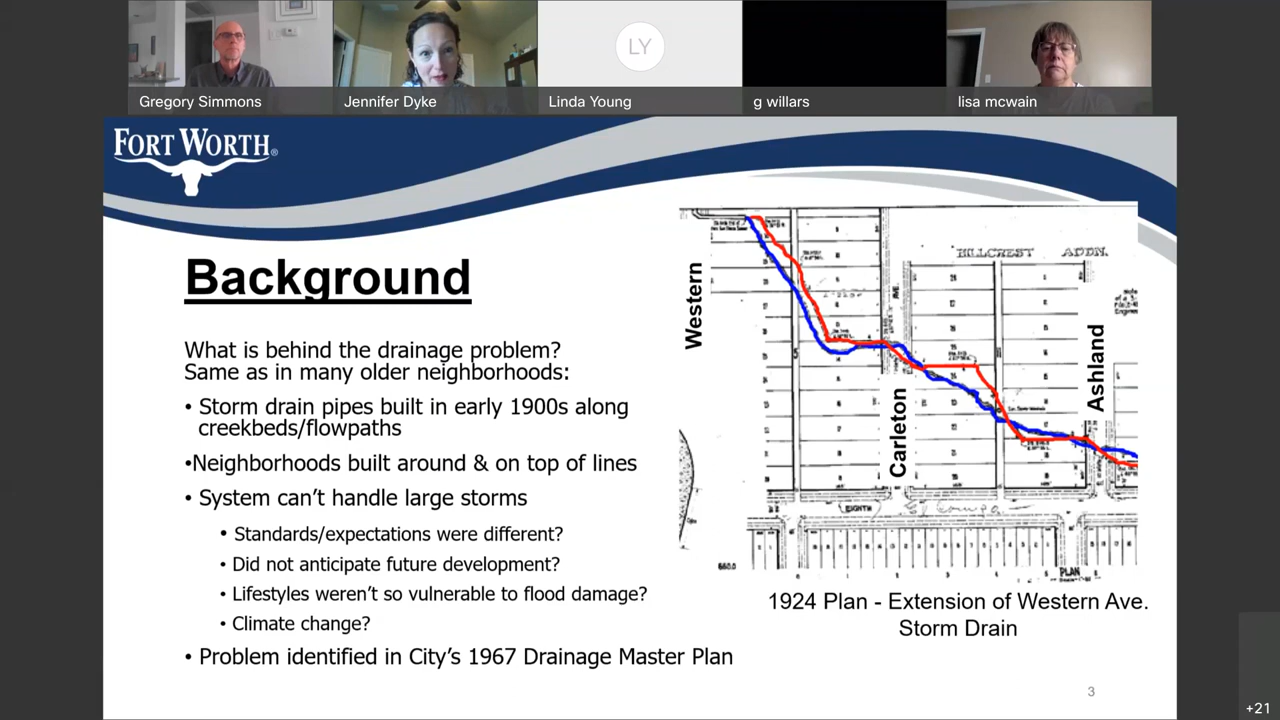 LY
Gregory Simmons
Jennifer Dyke
Linda Young
g willars
lisa mcwain
FORT WORTH®
Background
What is behind the drainage problem?
Same as in many older neighborhoods:
• Storm drain pipes built in early 1900s along
creekbeds/flowpaths
•Neighborhoods built around & on top of lines
• System can't handle large storms
• Standards/expectations were different?
• Did not anticipate future development?
• Lifestyles weren't so vulnerable to flood damage?
• Climate change?
• Problem identified in City's 1967 Drainage Master Plan
Western
HILLCREST ADDN.
AVE.
Carleton
Ashland
EIGHTH
PLAN
1924 Plan - Extension of Western Ave.
Storm Drain
3
+21